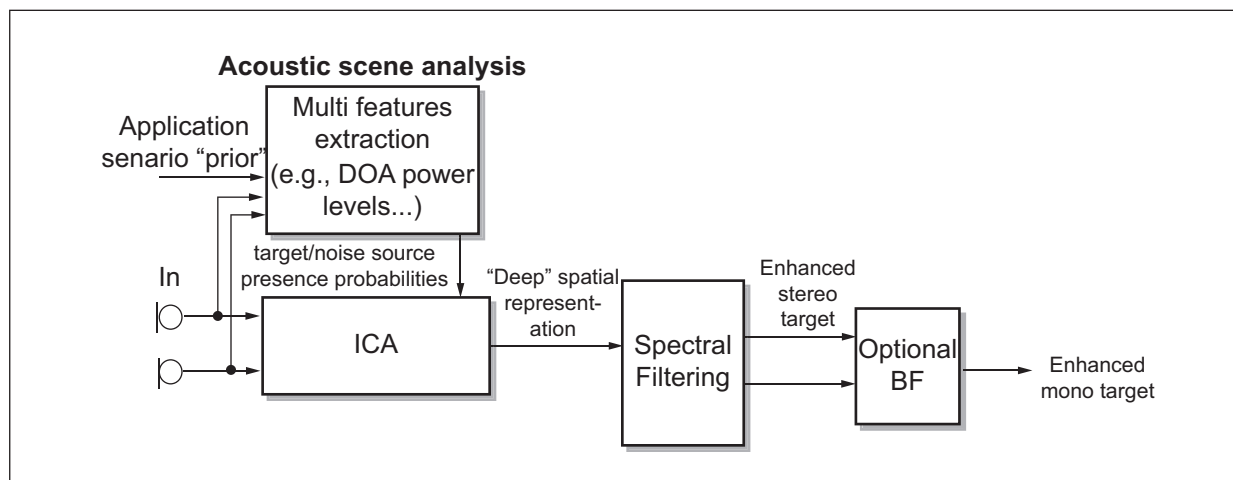 Acoustic scene analysis
Multi features
extraction
(e.g., DOA power
levels...)
Application
senario “prior”
target/noise source
presence probabilities
In
ICA
“Deep” spatial
represent-
ation
Spectral
Filtering
Enhanced
stereo
target
Optional
BF
Enhanced
mono target